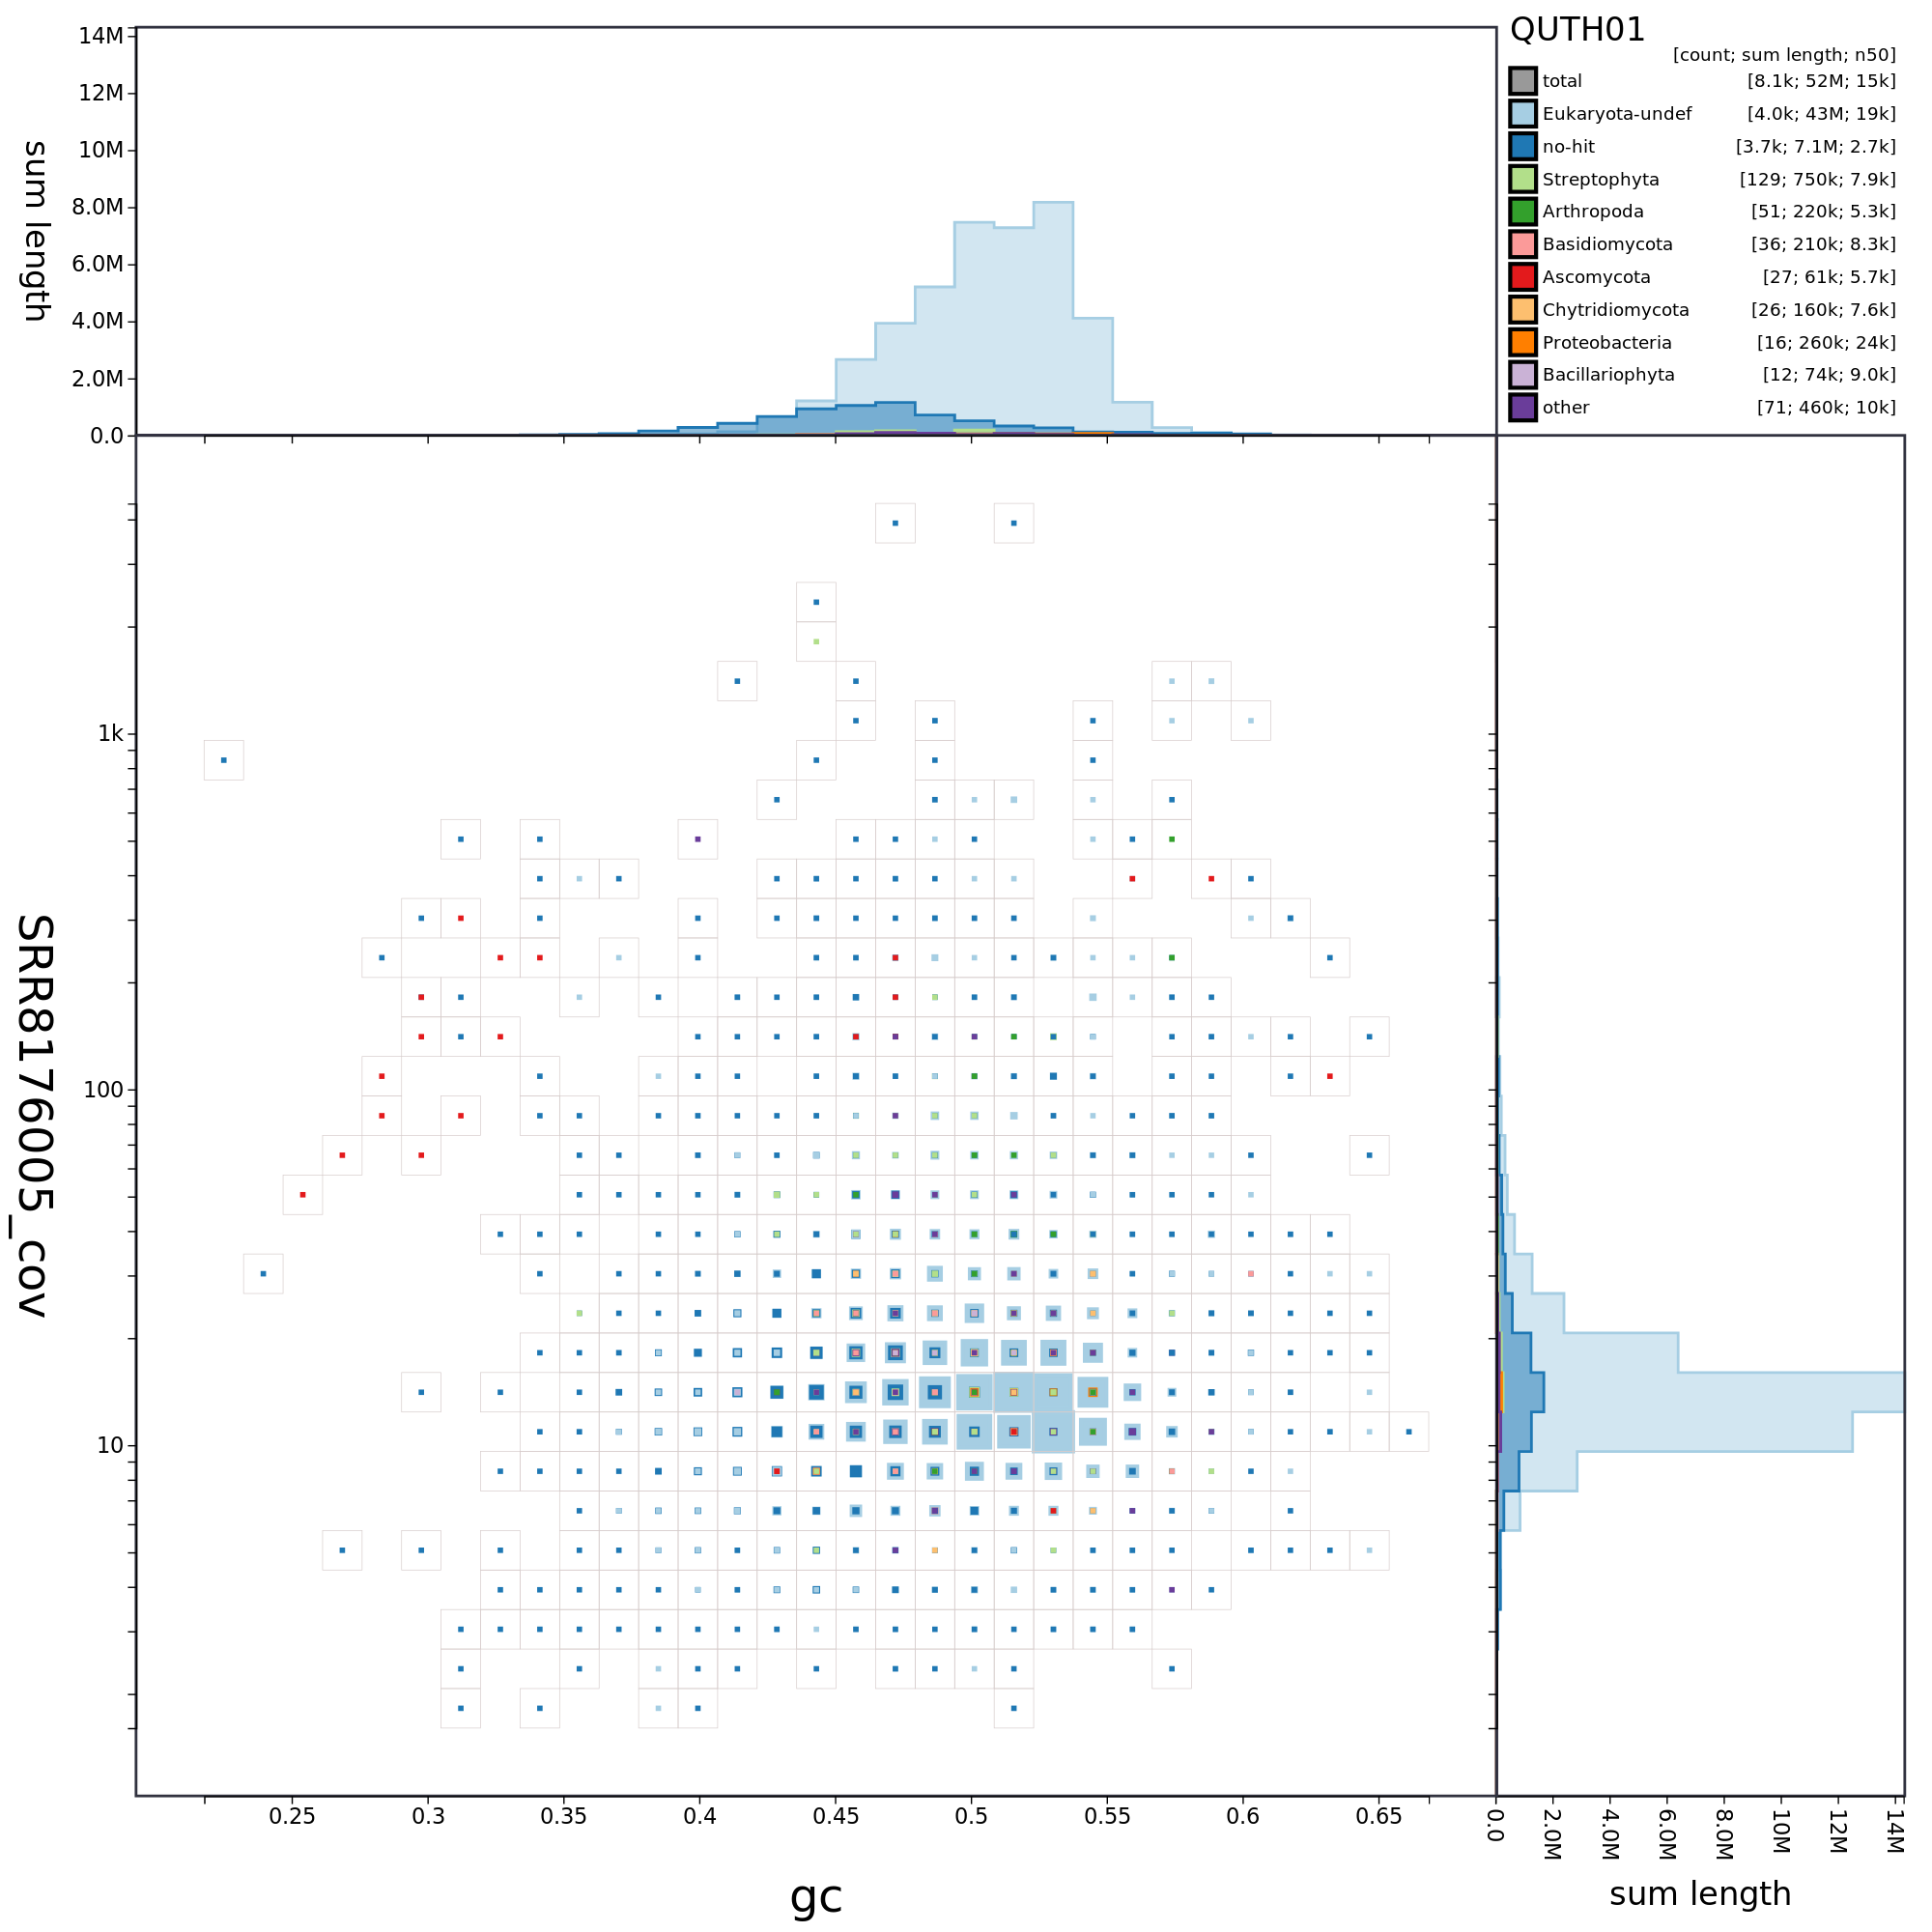 QUTH01
[count; sum length; n50]
total [8.1k; 52M; 15k]
Eukaryota-undef [4.0k; 43M; 19k]
no-hit [3.7k; 7.1M; 2.7k]
Streptophyta [129; 750k; 7.9k]
Arthropoda [51; 220k; 5.3k]
Basidiomycota [36; 210k; 8.3k]
Ascomycota [27; 61k; 5.7k]
Chytridiomycota [26; 160k; 7.6k]
Proteobacteria [16; 260k; 24k]
Bacillariophyta [12; 74k; 9.0k]
other [71; 460k; 10k]
sum length
14M
12M
10M
8.0M
6.0M
4.0M
2.0M
0.0
SRR8176005_cov
1k
100
10
0.25 0.3 0.35 0.4 0.45 0.5 0.55 0.6 0.65
gc
0.0 2.0M 4.0M 6.0M 8.0M 10M 12M 14M
sum length